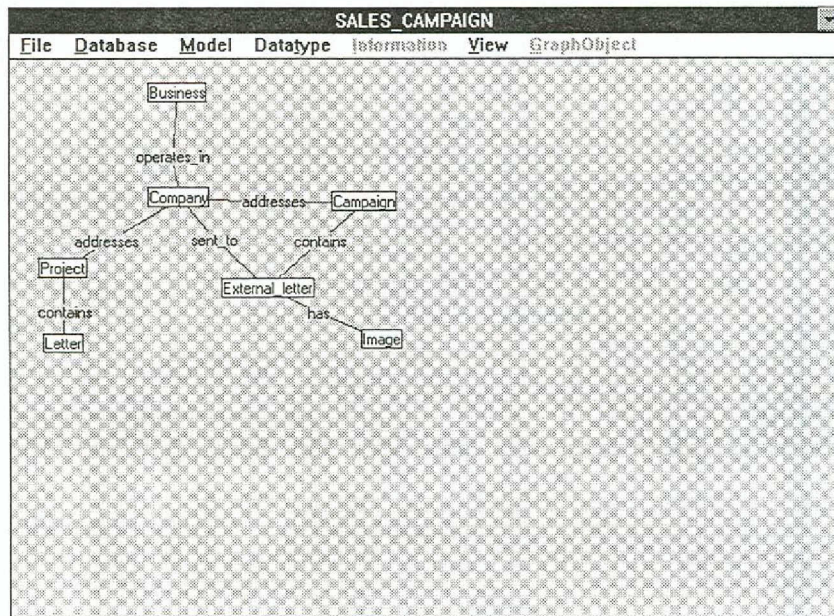 SALES_CAMPAIGN
File Database Model Datatype Information View GraphObject
Business
operates_in
Company addresses Campaign
addresses sent_to contains
Project
External_letter
contains has
Letter Image